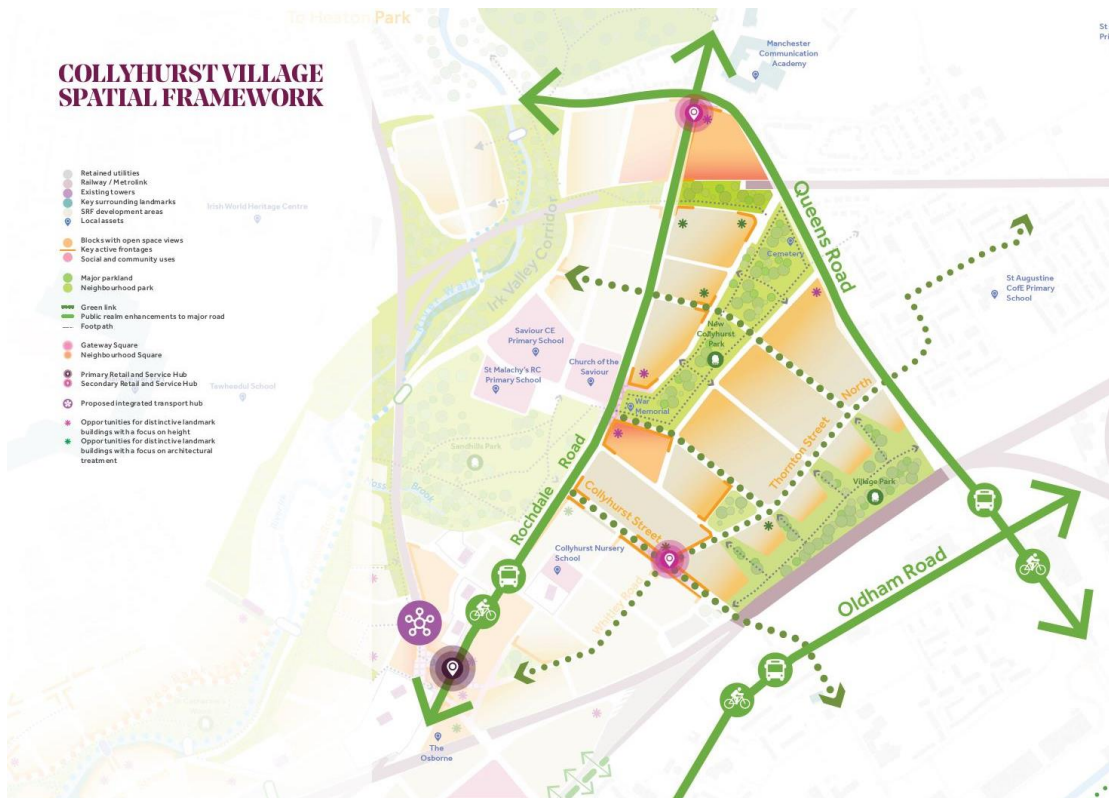 To Heaton Park
COLLYHURST VILLAGE
SPATIAL FRAMEWORK
Retained utilities
Railway / Metrolink
Existing towers
Key surrounding landmarks
SRF development areas
Local assets
Blocks with open space views
Key active frontages
Social and community uses
Major parkland
Neighbourhood park
Green link
Public realm enhancements to major road
Footpath
Gateway Square
Neighbourhood Square
Primary Retail and Service Hub
Secondary Retail and Service Hub
Proposed integrated transport hub
Opportunities for distinctive landmark
buildings with a focus on height
Opportunities for distinctive landmark
buildings with a focus on architectural
treatment
Irish World Heritage Centre
Tawheedul School
Manchester
Communication
Academy
St
Pri
Queens Road
Irk Valley Corridor
Cemetery
St Augustine
CofE Primary
School
Saviour CE
Primary School
St Malachy's RC
Primary School
Church of the
Saviour
New
Collyhurst
Park
War
Memorial
Sandhills Park
Rochdale Road
Thornton Street North
Village Park
Collyhurst Street
Collyhurst Nursery
School
Whitley Road
Oldham Road
The
Osborne